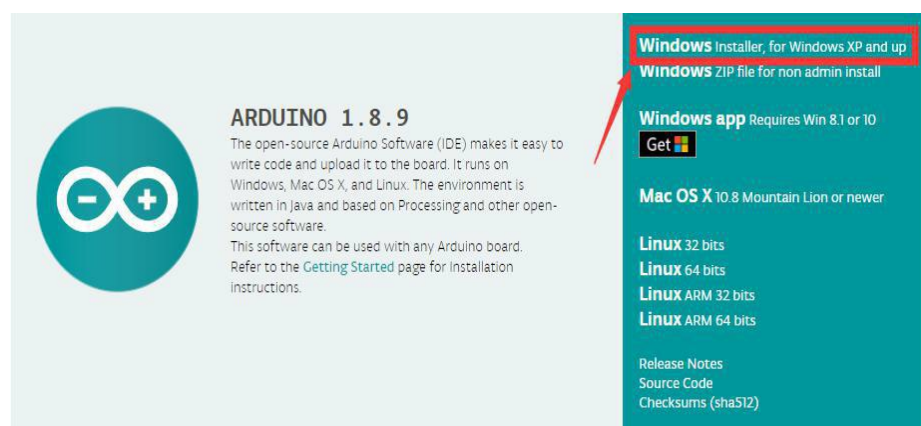 ARDUINO 1.8.9
The open-source Arduino Software (IDE) makes it easy to
write code and upload it to the board. It runs on
Windows, Mac OS X, and Linux. The environment is
written in Java and based on Processing and other open-
source software.
This software can be used with any Arduino board.
Refer to the Getting Started page for Installation
instructions.
Windows Installer, for Windows XP and up
Windows ZIP file for non admin install
Windows app Requires Win 8.1 or 10
Get
Mac OS X 10.8 Mountain Lion or newer
Linux 32 bits
Linux 64 bits
Linux ARM 32 bits
Linux ARM 64 bits
Release Notes
Source Code
Checksums (sha512)